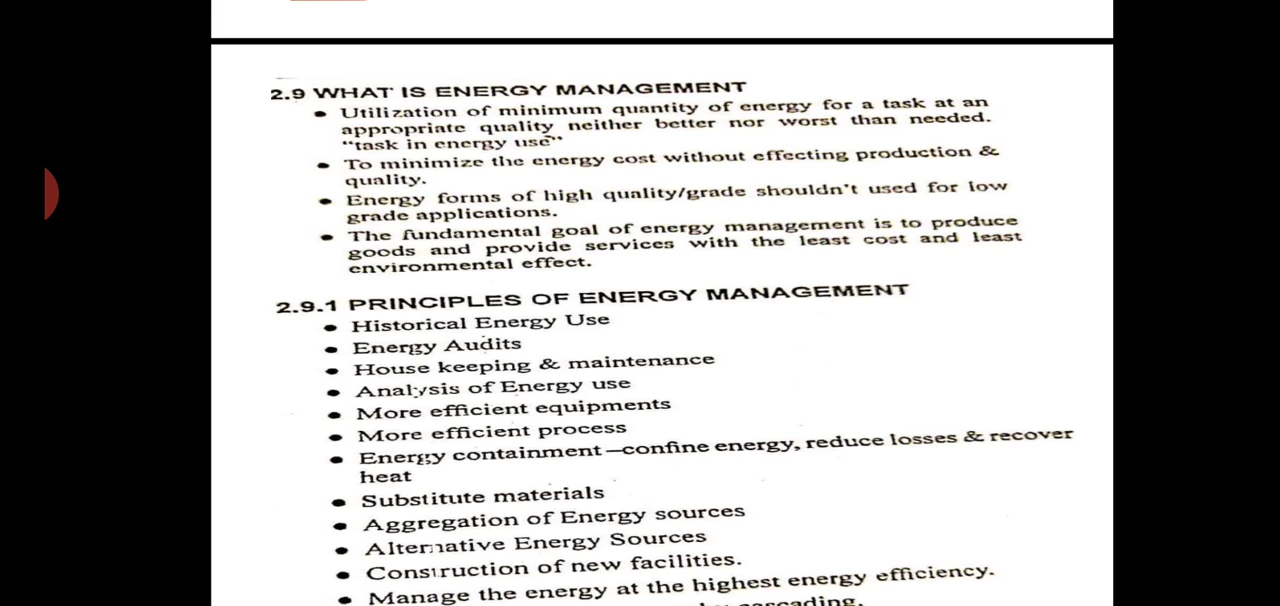 2.9 WHAT IS ENERGY MANAGEMENT
• Utilization of minimum quantity of energy for a task at an
appropriate quality neither better nor worst than needed.
“task in energy use”
• To minimize the energy cost without effecting production &
quality.
• Energy forms of high quality/grade shouldn't used for low
grade applications.
• The fundamental goal of energy management is to produce
goods and provide services with the least cost and least
environmental effect.
2.9.1 PRINCIPLES OF ENERGY MANAGEMENT
• Historical Energy Use
• Energy Audits
• House keeping & maintenance
• Analysis of Energy use
• More efficient equipments
• More efficient process
• Energy containment –confine energy, reduce losses & recover
heat
• Substitute materials
• Aggregation of Energy sources
• Alternative Energy Sources
• Construction of new facilities.
• Manage the energy at the highest energy efficiency.
cascading.